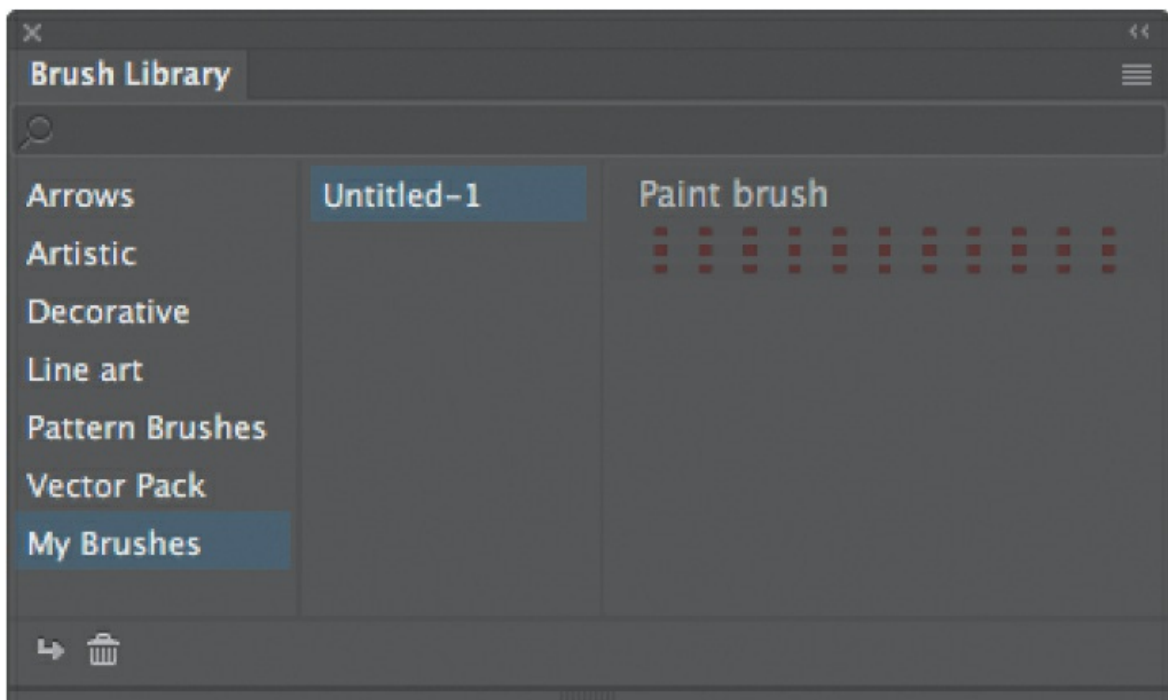 Brush Library
Arrows
Artistic
Decorative
Line art
Pattern Brushes
Vector Pack
My Brushes
Untitled-1
Paint brush